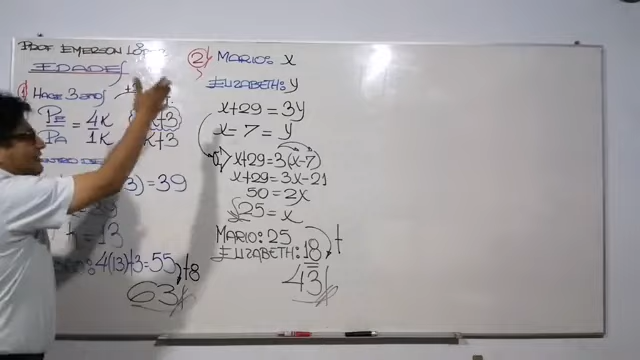 PROF EMERSON
EDADES
1) HACE 3 AÑOS
PE = 4K
PA 1K
K+3
K+3
) = 39
= 13
4(13)+3 = 55
+8
63
2) MARIO: x
ELIZABETH: y
x+29 = 3y
x = 7 = y
x+29 = 3(x-7)
x+29 = 3x-21
50 = 2x
25 = x
MARIO: 25
ELIZABETH: 18
+
43